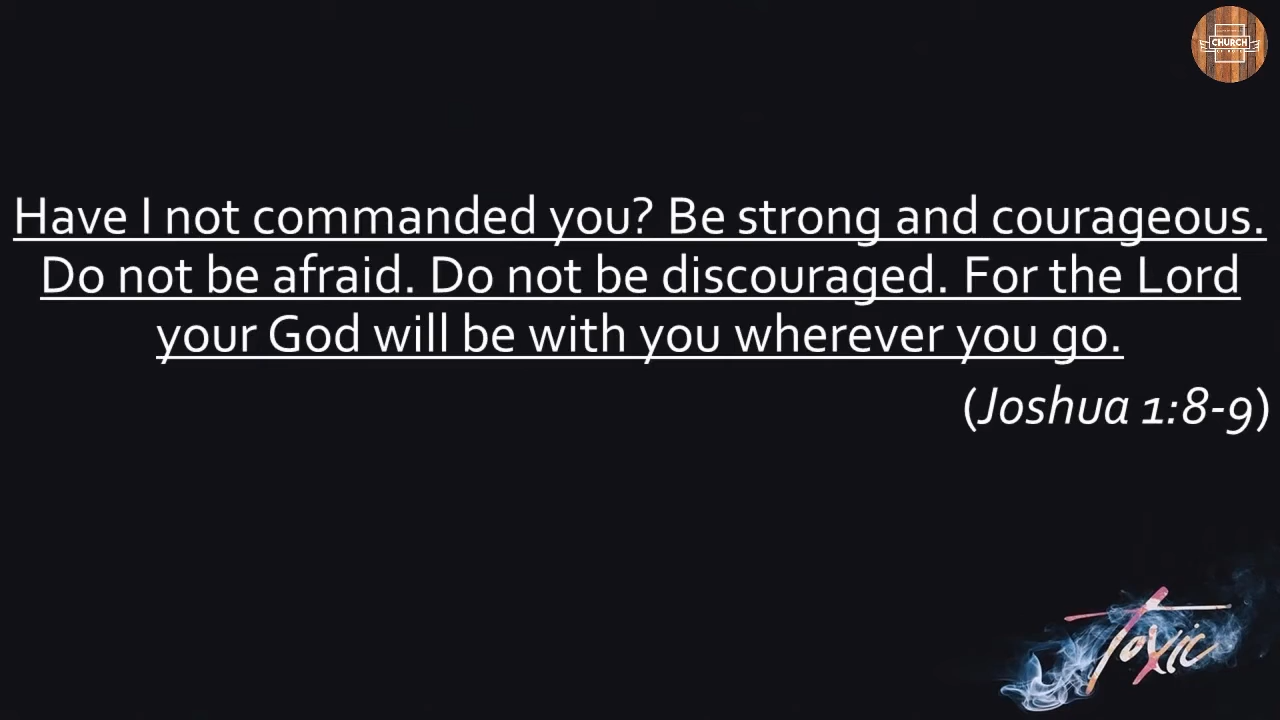 CHURCH
Have I not commanded you? Be strong and courageous.
Do not be afraid. Do not be discouraged. For the Lord
your God will be with you wherever you go.
(Joshua 1:8-9)
Toxic